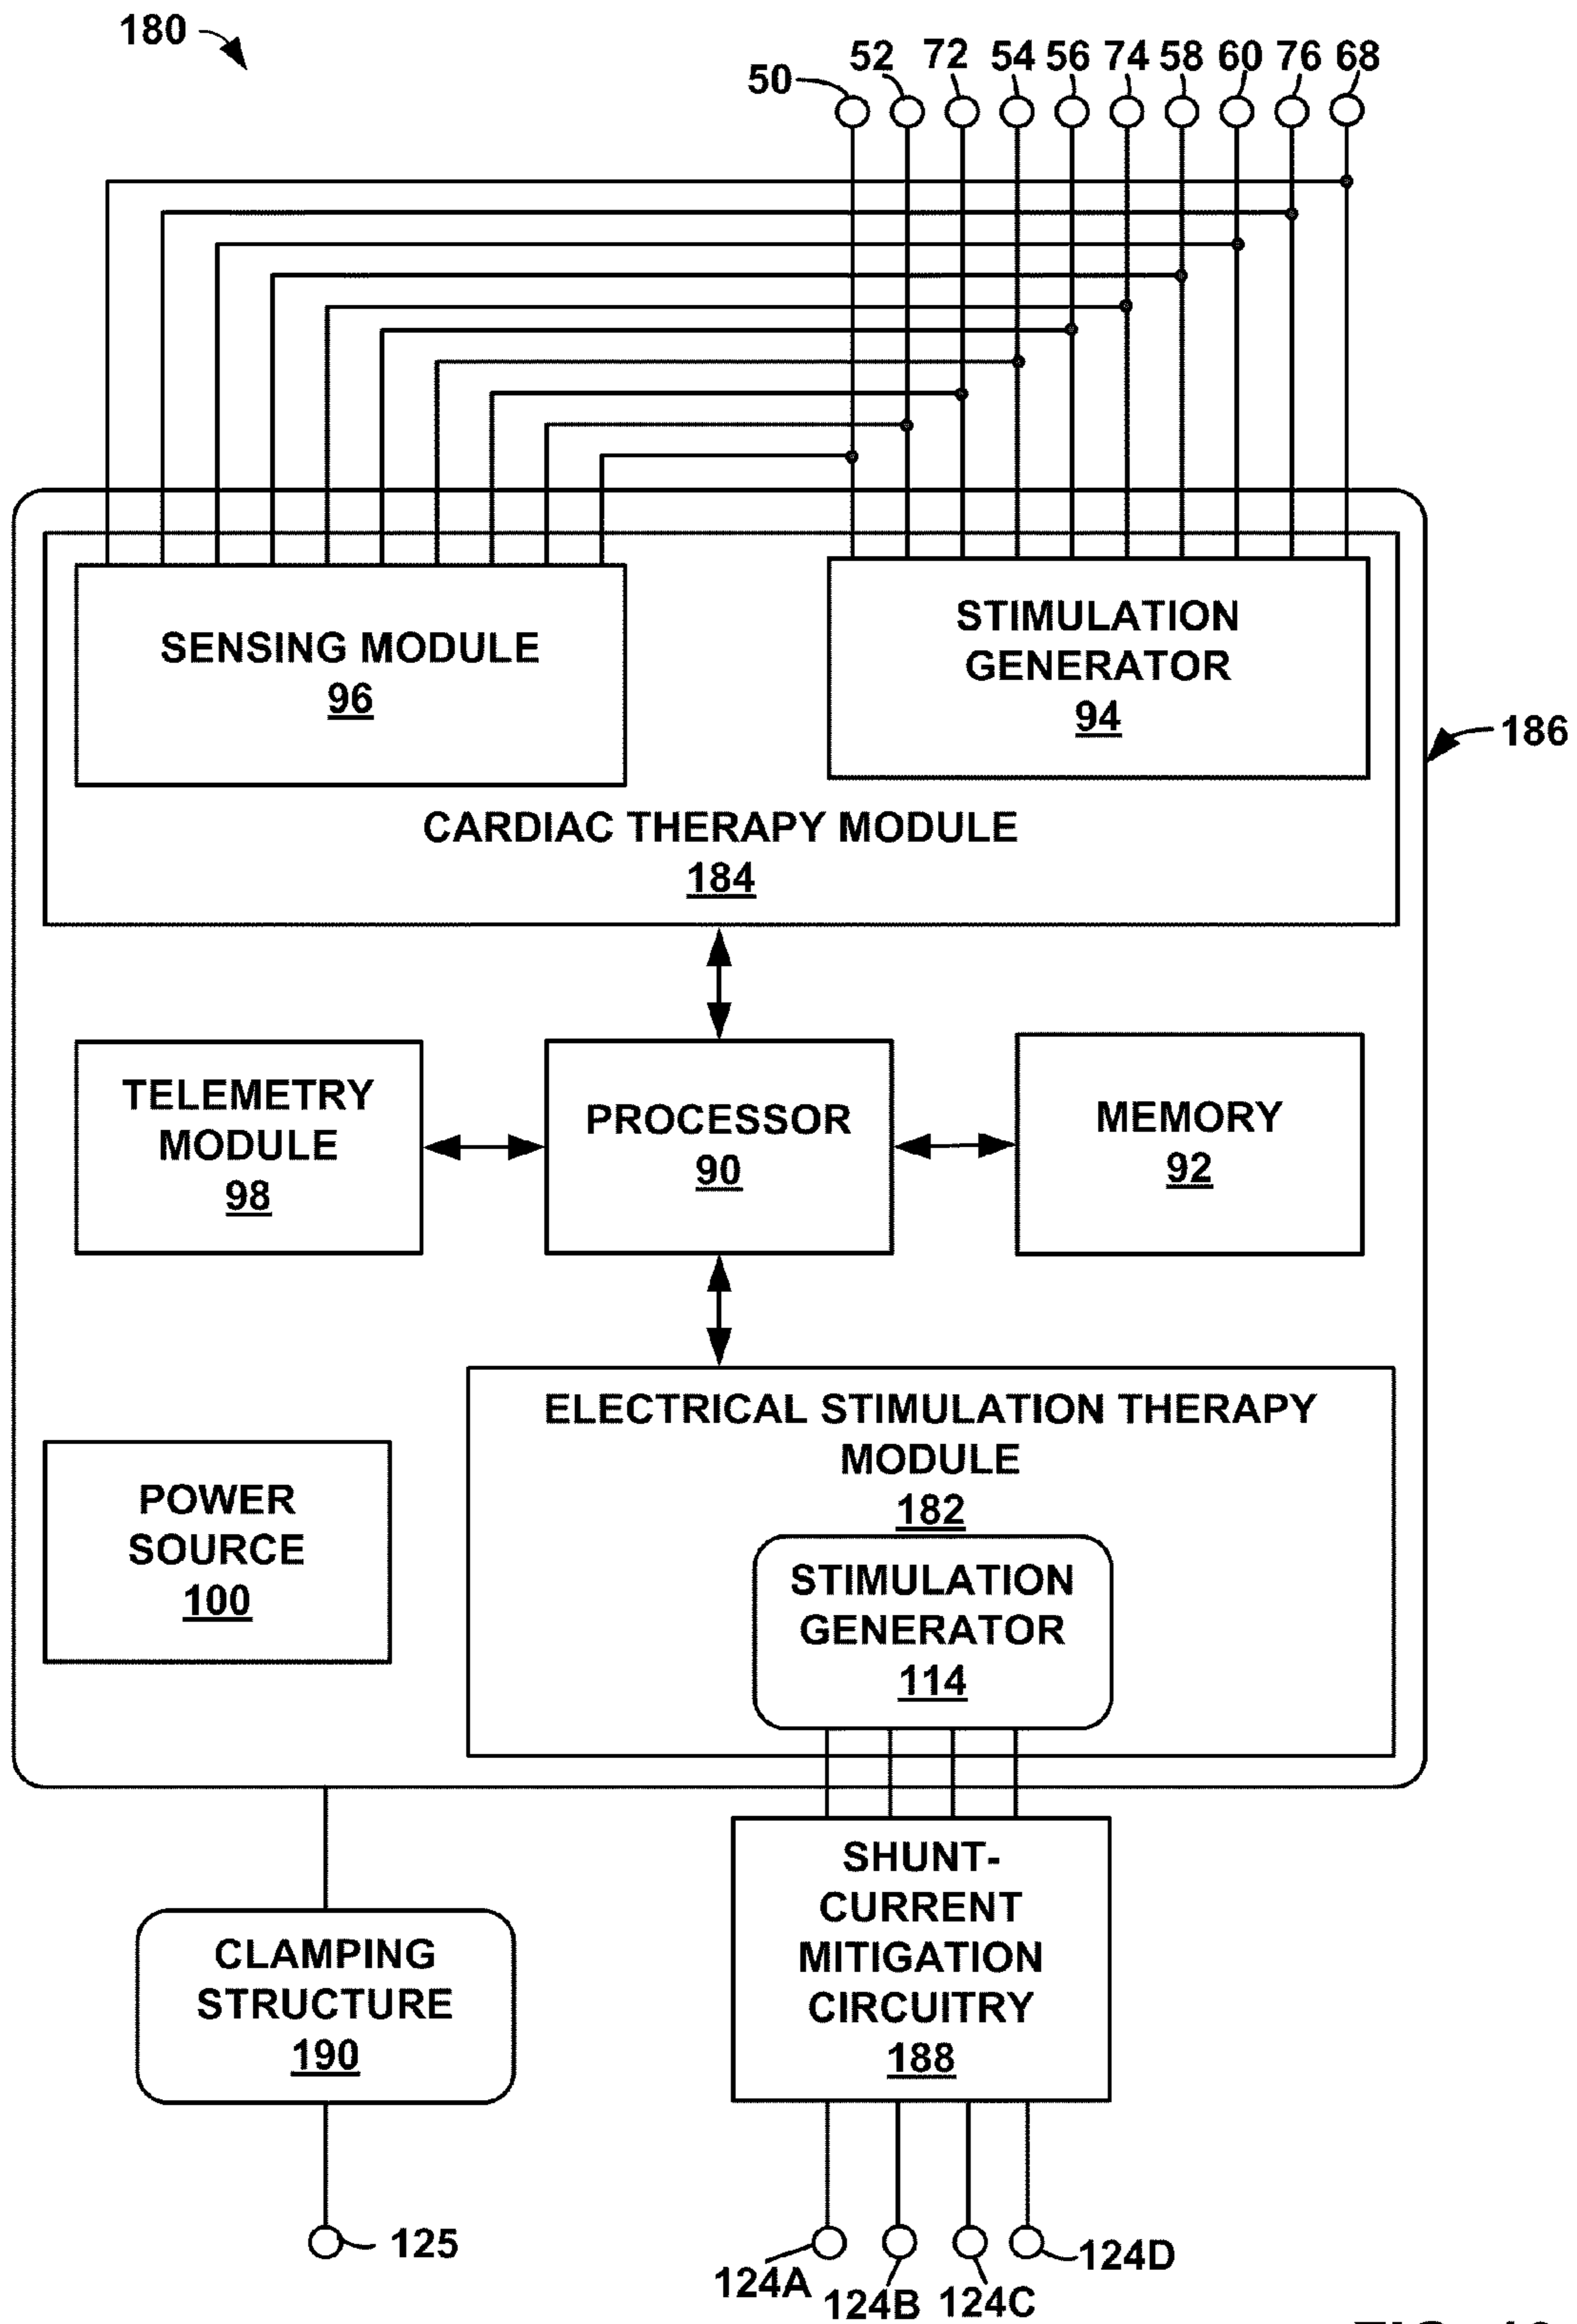 180
50 52 72 54 56 74 58 60 76 68
SENSING MODULE
96
STIMULATION
GENERATOR
94
186
CARDIAC THERAPY MODULE
184
TELEMETRY
MODULE
98
PROCESSOR
90
MEMORY
92
ELECTRICAL STIMULATION THERAPY
MODULE
182
POWER
SOURCE
100
STIMULATION
GENERATOR
114
SHUNT-
CURRENT
MITIGATION
CIRCUITRY
188
CLAMPING
STRUCTURE
190
125
124A 124B 124C 124D